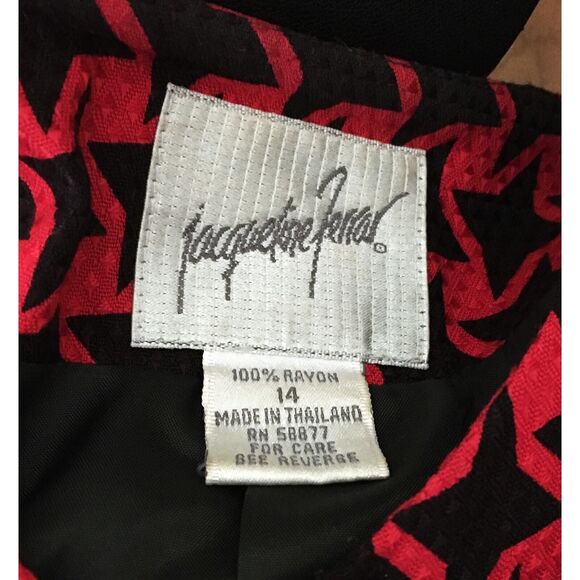 Jacqueline Ferrar®
100% RAYON
14
MADE IN THAILAND
RN 58877
FOR CARE
SEE REVERSE